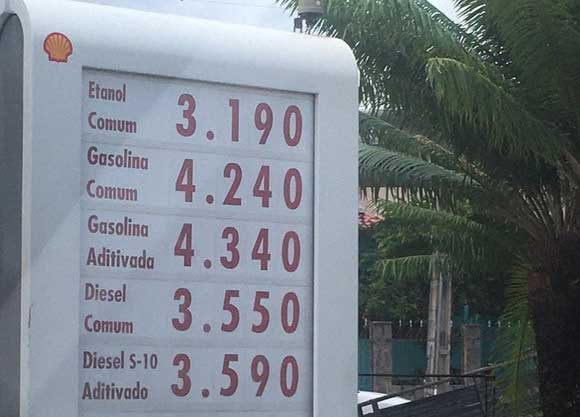 Etanol
Comum 3.190
Gasolina
Comum 4.240
Gasolina
Aditivada 4.340
Diesel
Comum 3.550
Diesel S-10
Aditivado 3.590